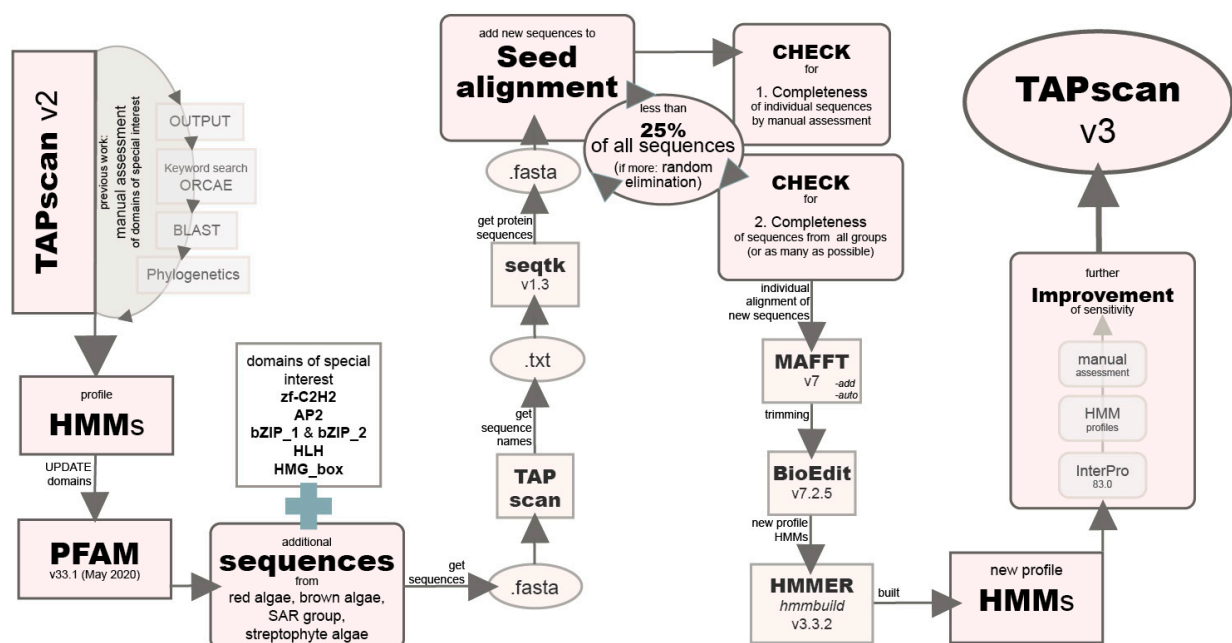 TAPscan v2
previous work:
manual assessment
of domains of special interest
OUTPUT
Keyword search
ORCAE
BLAST
Phylogenetics
profile
HMMs
UPDATE
domains
PFAM
v33.1 (May 2020)
domains of special
interest
zf-C2H2
AP2
bZIP_1 & bZIP_2
HLH
HMG_box
additional
sequences
from
red algae, brown algae,
SAR group,
streptophyte algae
get
sequences
.fasta
TAP
scan
get
sequence
names
.txt
seqtk
v1.3
get protein
sequences
.fasta
add new sequences to
Seed
alignment
less than
25%
of all sequences
(if more: random
elimination)
CHECK
for
1. Completeness
of individual sequences
by manual assessment
CHECK
for
2. Completeness
of sequences from all groups
(or as many as possible)
individual
alignment of
new sequences
MAFFT
v7
-add
-auto
trimming
BioEdit
v7.2.5
new profile
HMMs
HMMER
hmmbuild
v3.3.2
built
new profile
HMMs
further
Improvement
of sensitivity
manual
assessment
HMM
profiles
InterPro
83.0
TAPscan
v3